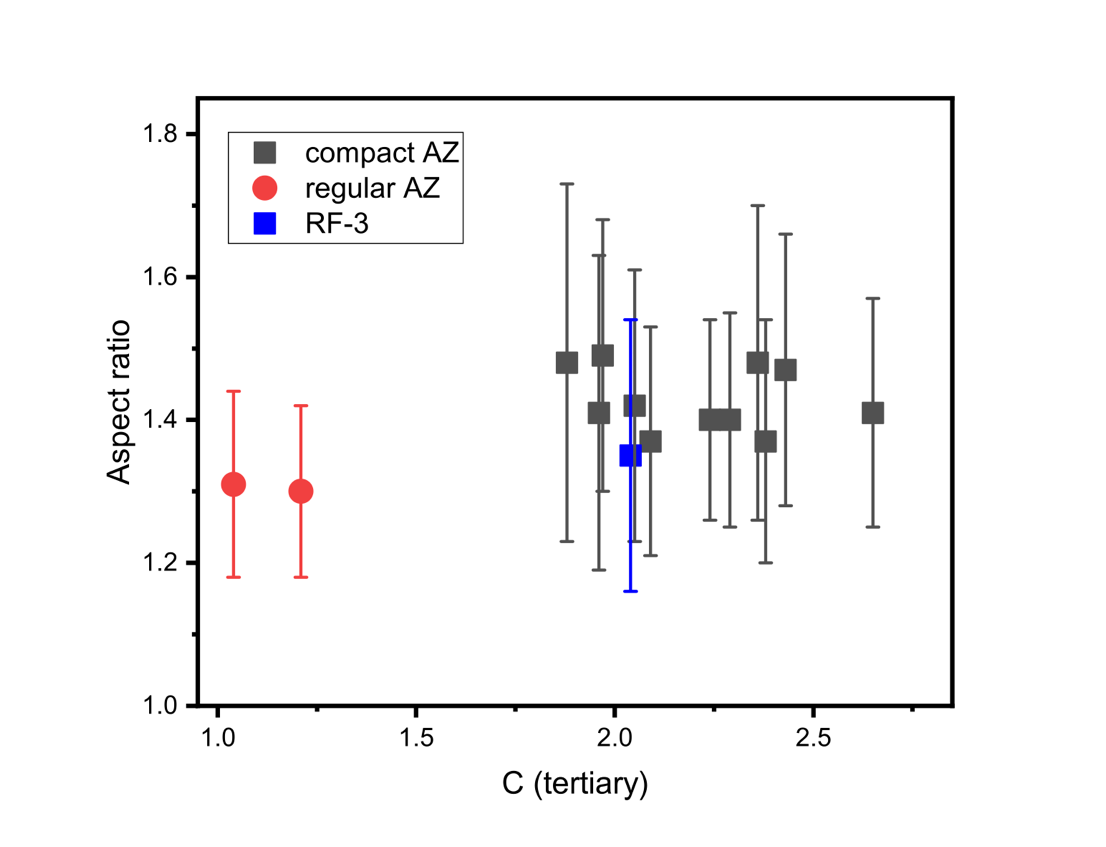 compact AZ
regular AZ
RF-3
1.8
1.6
1.4
1.2
1.0
Aspect ratio
1.0 1.5 2.0 2.5
C (tertiary)